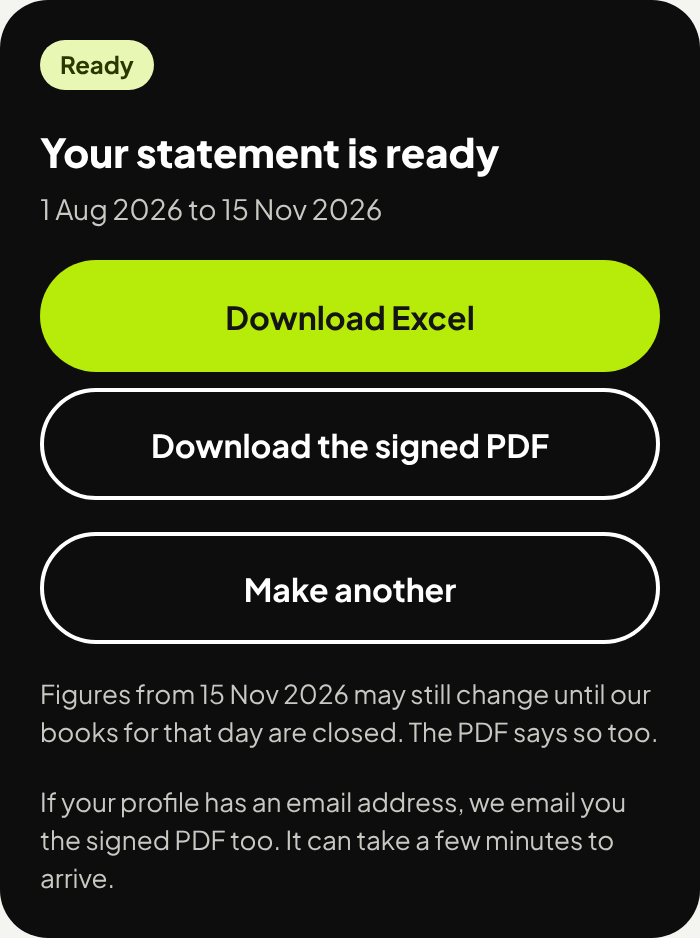 Ready
Your statement is ready
1 Aug 2026 to 15 Nov 2026
Download Excel
Download the signed PDF
Make another
Figures from 15 Nov 2026 may still change until our
books for that day are closed. The PDF says so too.
If your profile has an email address, we email you
the signed PDF too. It can take a few minutes to
arrive.